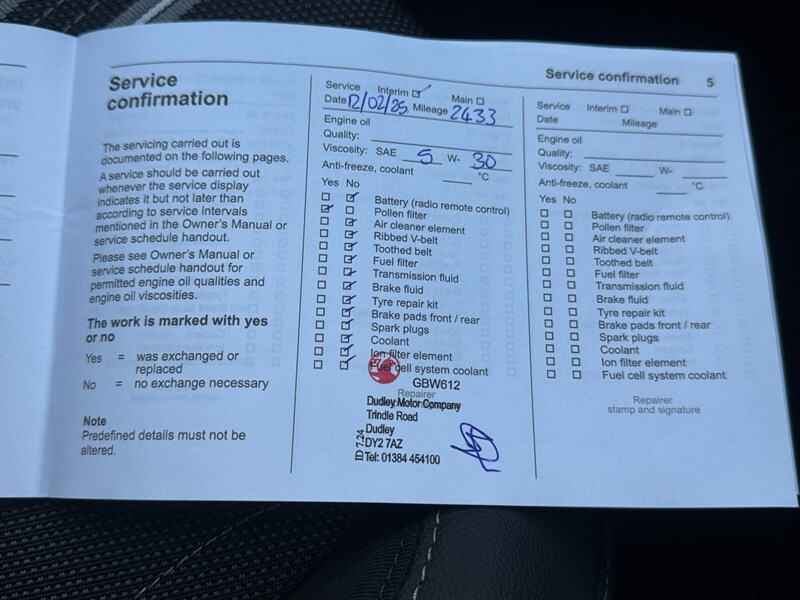 Service
confirmation
The servicing carried out is
documented on the following pages.
A service should be carried out
whenever the service display
indicates it but not later than
according to service intervals
mentioned in the Owner's Manual or
service schedule handout.
Please see Owner's Manual or
service schedule handout for
permitted engine oil qualities and
engine oil viscosities.
The work is marked with yes
or no
Yes = was exchanged or
replaced
No = no exchange necessary
Note
Predefined details must not be
altered.
Service Interim ☑ Main ☐
Date 12/02/25. Mileage 2433
Engine oil
Quality:
Viscosity: SAE 5 W- 30
Anti-freeze, coolant °C
Yes No
Battery (radio remote control)
Pollen filter
Air cleaner element
Ribbed V-belt
Toothed belt
Fuel filter
Transmission fluid
Brake fluid
Tyre repair kit
Brake pads front / rear
Spark plugs
Coolant
Ion filter element
Fuel cell system coolant
GBW612
Repairer
Dudley Motor Company
Trindle Road
Dudley
DY2 7AZ
Tel: 01384 454100
ID 7.24
Service confirmation 5
Service Interim ☐ Main ☐
Date Mileage
Engine oil
Quality:
Viscosity: SAE W-
Anti-freeze, coolant °C
Yes No
Battery (radio remote control)
Pollen filter
Air cleaner element
Ribbed V-belt
Toothed belt
Fuel filter
Transmission fluid
Brake fluid
Tyre repair kit
Brake pads front / rear
Spark plugs
Coolant
Ion filter element
Fuel cell system coolant
Repairer
stamp and signature